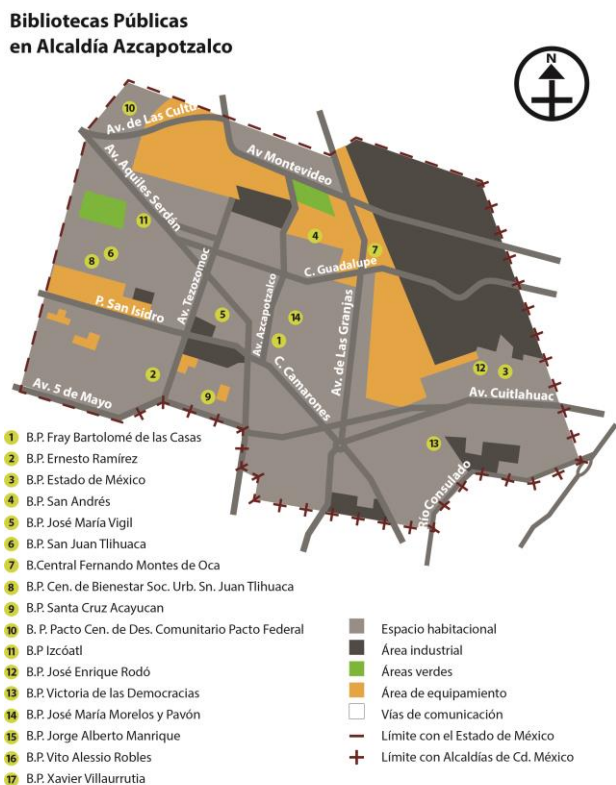 Bibliotecas Públicas
en Alcaldía Azcapotzalco
N
10
Av. de Las Culto
Av Montevideo
Av. Aquiles Serdán
11
4
7
8
6
C. Guadalupe
Av. Tezozomoc
Av. Azcapotzalco
P. San Isidro
5
14
1
Av. de Las Granjas
C. Camarones
12
3
2
9
Av. Cuitlahuac
Av. 5 de Mayo
13
Rio Consulado
1 B.P. Fray Bartolomé de las Casas
2 B.P. Ernesto Ramírez
3 B.P. Estado de México
4 B.P. San Andrés
5 B.P. José María Vigil
6 B.P. San Juan Tlihuaca
7 B.Central Fernando Montes de Oca
8 B.P. Cen. de Bienestar Soc. Urb. Sn. Juan Tlihuaca
9 B.P. Santa Cruz Acayucan
10 B. P. Pacto Cen. de Des. Comunitario Pacto Federal
11 B.P Izcóatl
12 B.P. José Enrique Rodó
13 B.P. Victoria de las Democracias
14 B.P. José María Morelos y Pavón
15 B.P. Jorge Alberto Manrique
16 B.P. Vito Alessio Robles
17 B.P. Xavier Villaurrutia
Espacio habitacional
Área industrial
Áreas verdes
Área de equipamiento
Vías de comunicación
Límite con el Estado de México
Límite con Alcaldías de Cd. México